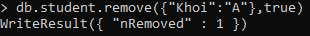 > db.student.remove({"Khoi":"A"},true)
WriteResult({ "nRemoved" : 1 })